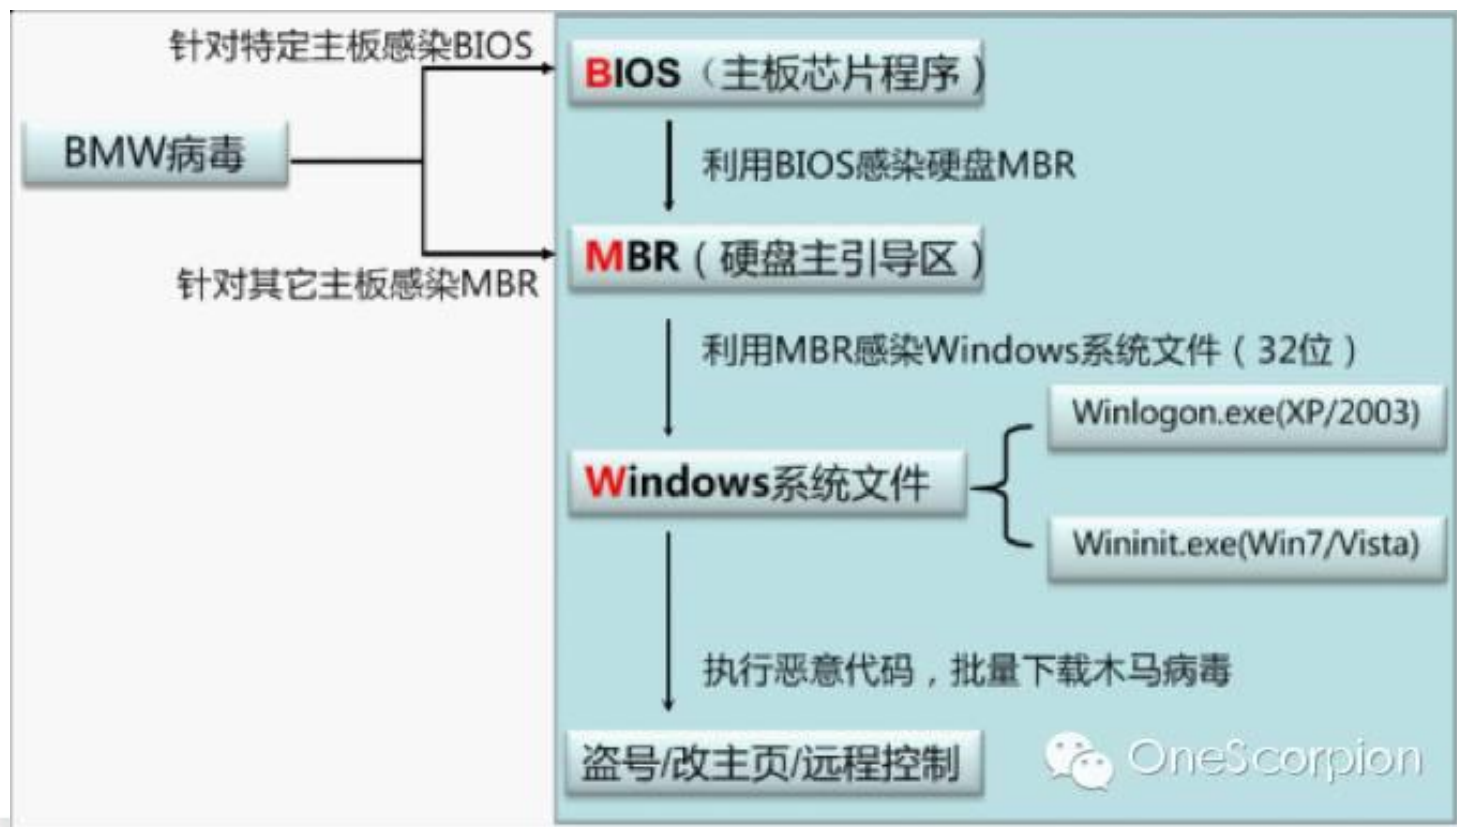 针对特定主板感染BIOS
BIOS（主板芯片程序）
BMW病毒
利用BIOS感染硬盘MBR
MBR（硬盘主引导区）
针对其它主板感染MBR
利用MBR感染Windows系统文件（32位）
Winlogon.exe(XP/2003)
Windows系统文件
Wininit.exe(Win7/Vista)
执行恶意代码，批量下载木马病毒
盗号/改主页/远程控制
OneScorpion